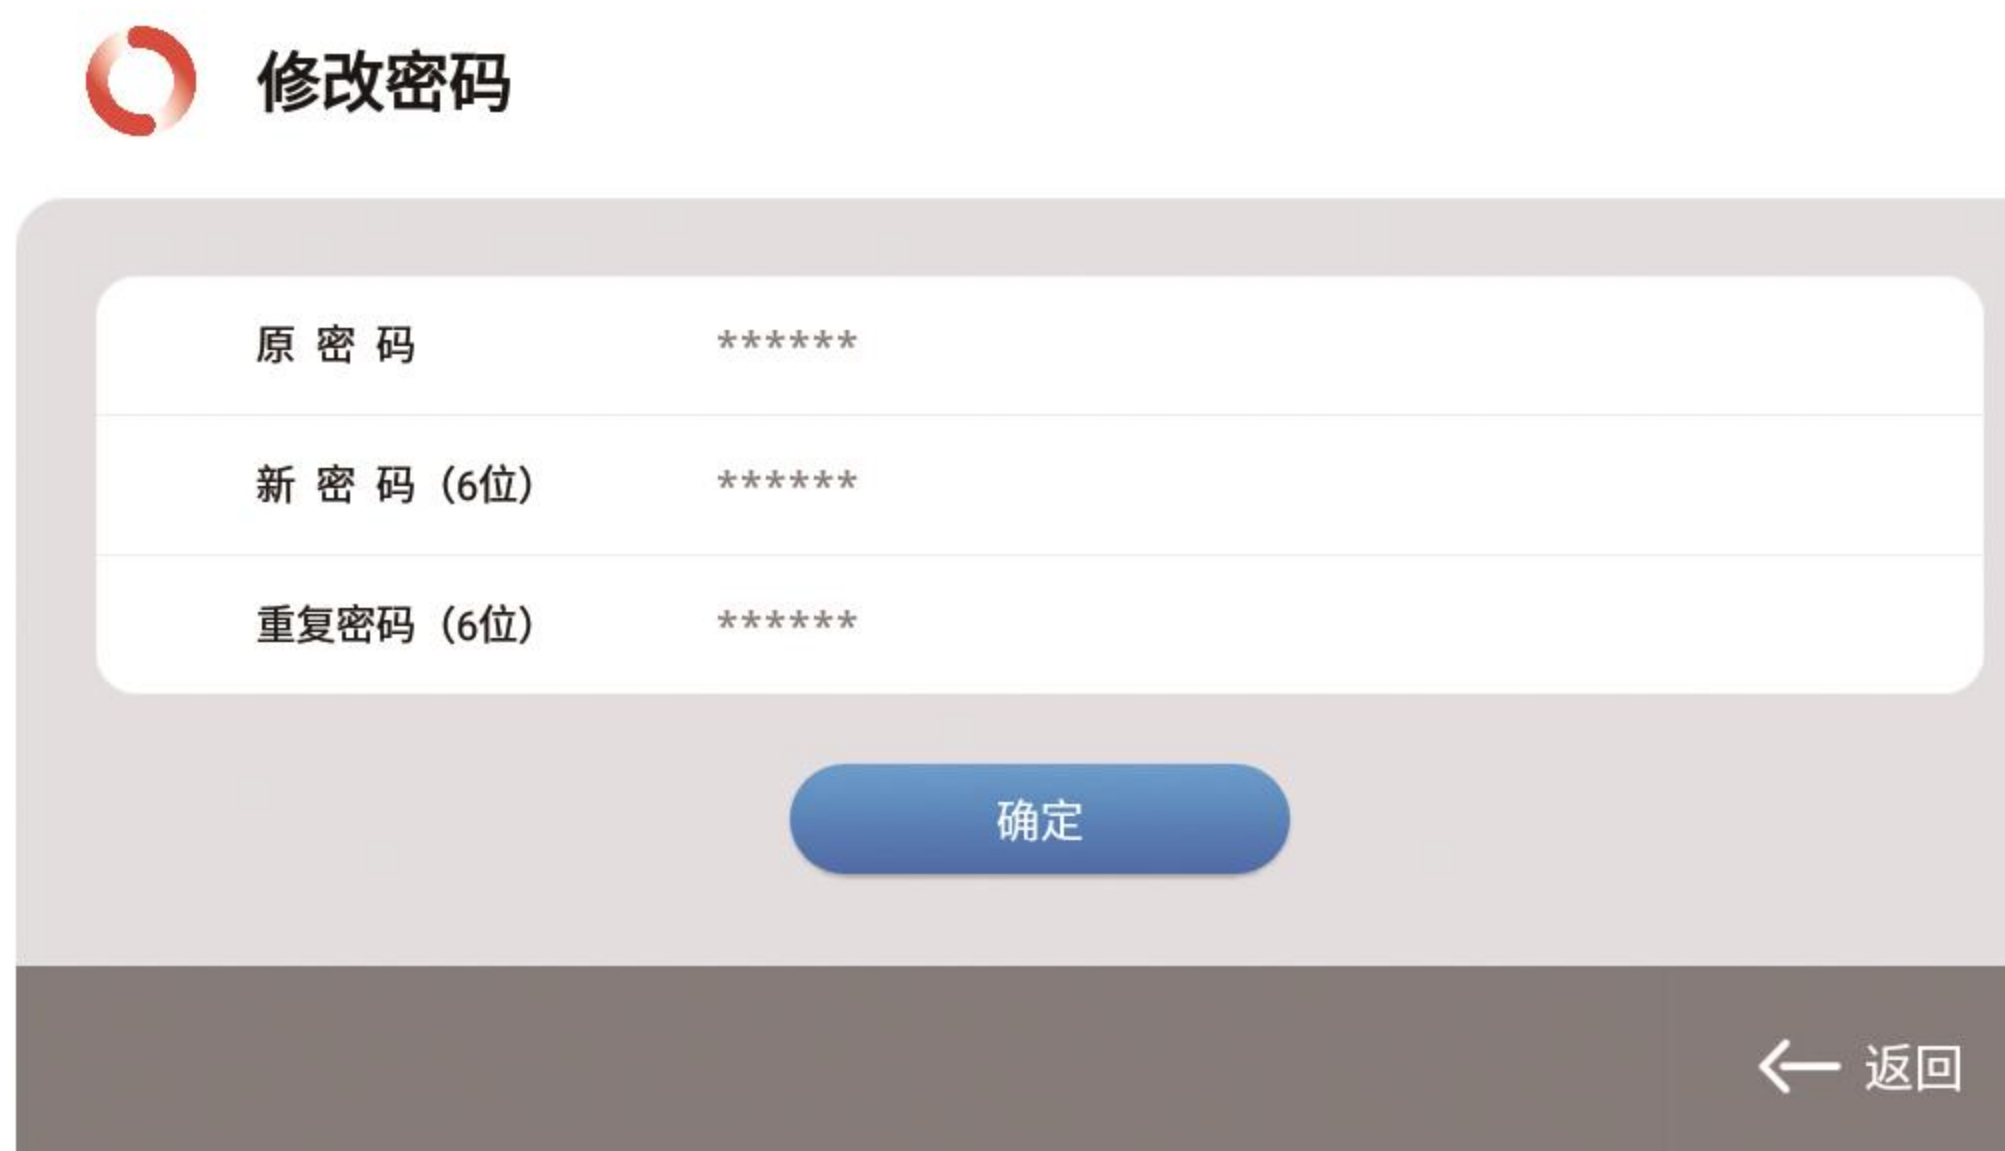 修改密码
原 密 码 ******
新 密 码（6位） ******
重复密码（6位） ******
确定
返回